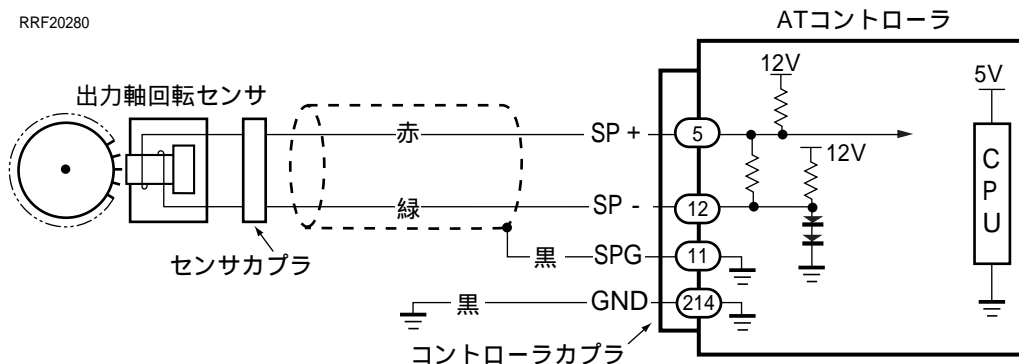 RRF20280
ATコントローラ
12V
5V
出力軸回転センサ
赤
SP +
5
12V
CPU
緑
SP -
12
センサカプラ
黒
SPG
11
黒
GND
214
コントローラカプラ